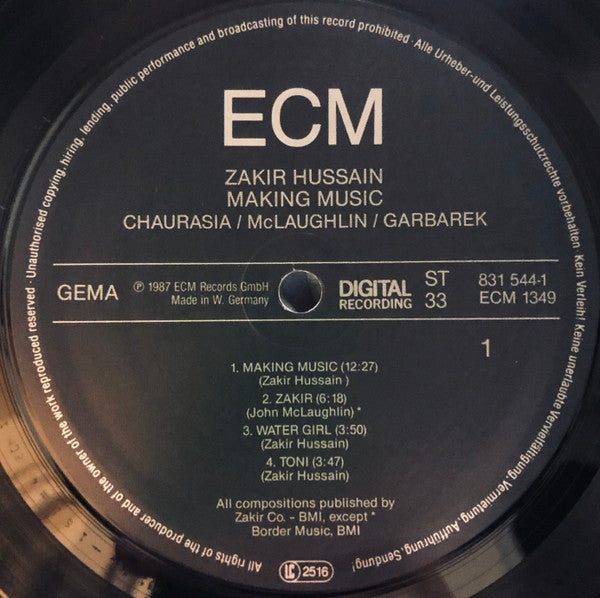 · Unauthorised copying, hiring, lending, public performance and broadcasting of this record prohibited · Alle Urheber-und Leistungsschutzrechte vorbehalten · Kein Verleih! Keine unerlaubte Vervielfältigung, Vermietung, Aufführung, Sendung!
ECM
ZAKIR HUSSAIN
MAKING MUSIC
CHAURASIA / McLAUGHLIN / GARBAREK
GEMA
℗ 1987 ECM Records GmbH
Made in W. Germany
DIGITAL
RECORDING
ST
33
831 544-1
ECM 1349
1
1. MAKING MUSIC (12:27)
(Zakir Hussain )
2. ZAKIR (6:18)
(John McLaughlin) *
3. WATER GIRL (3:50)
(Zakir Hussain)
4. TONI (3:47)
(Zakir Hussain)
All compositions published by
Zakir Co. - BMI, except *
Border Music, BMI
LC 2516
All rights of the producer and of the owner of the work reproduced reserved